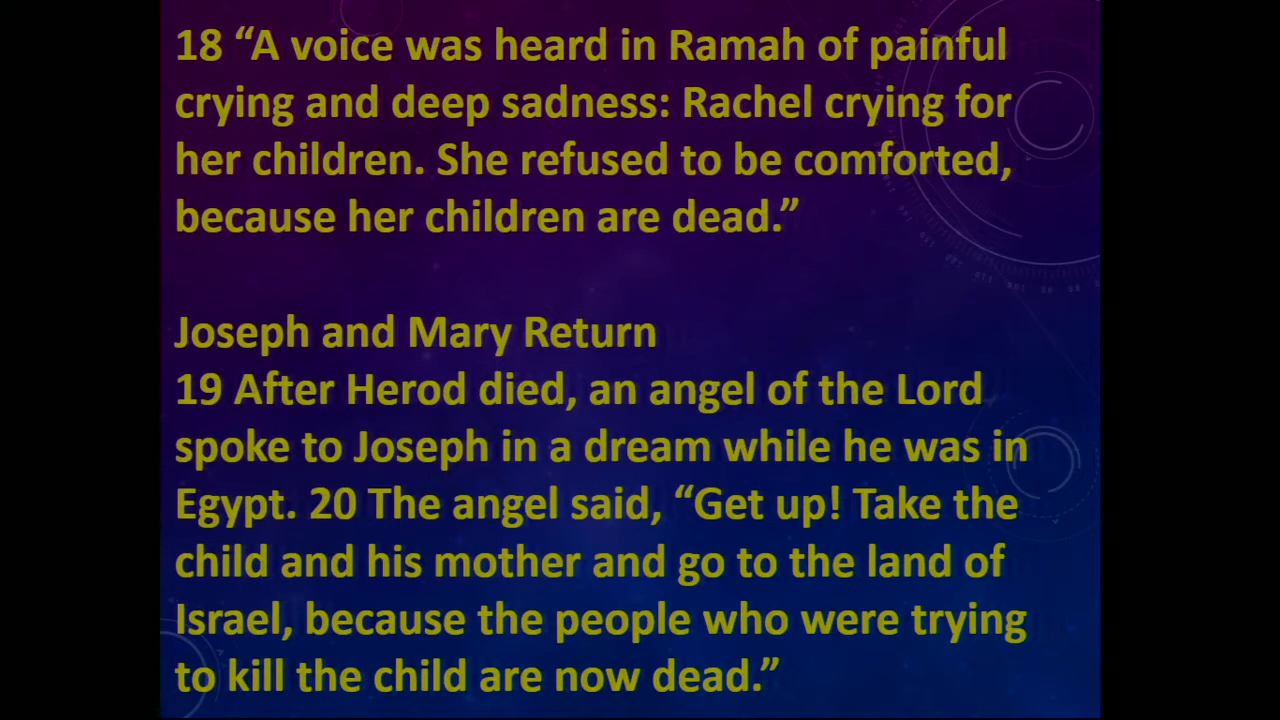 18 “A voice was heard in Ramah of painful
crying and deep sadness: Rachel crying for
her children. She refused to be comforted,
because her children are dead.”
Joseph and Mary Return
19 After Herod died, an angel of the Lord
spoke to Joseph in a dream while he was in
Egypt. 20 The angel said, “Get up! Take the
child and his mother and go to the land of
Israel, because the people who were trying
to kill the child are now dead.”